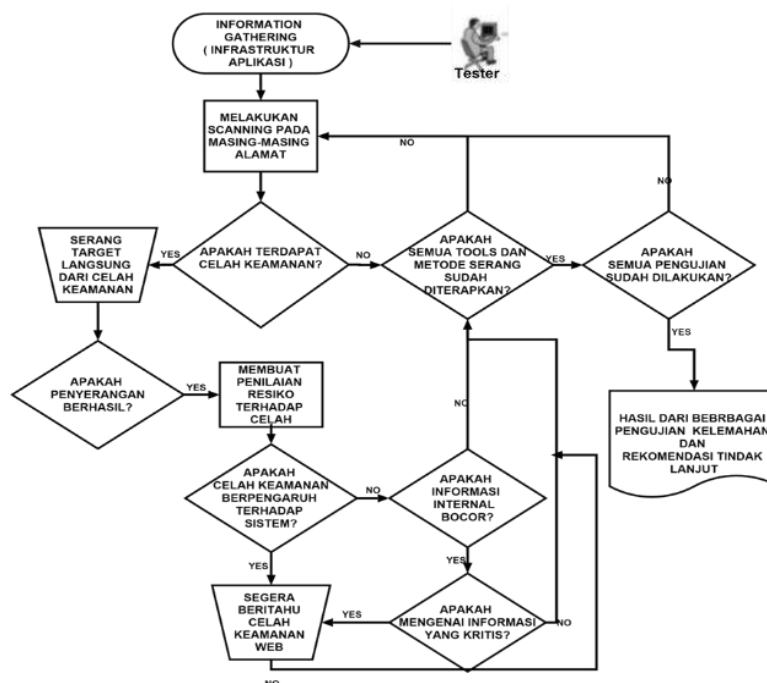 INFORMATION
GATHERING
( INFRASTRUKTUR
APLIKASI )
Tester
MELAKUKAN
SCANNING PADA
MASING-MASING
ALAMAT
NO
NO
SERANG
TARGET
LANGSUNG
DARI CELAH
KEAMANAN
YES
APAKAH TERDAPAT
CELAH KEAMANAN?
NO
APAKAH
SEMUA TOOLS DAN
METODE SERANG
SUDAH
DITERAPKAN?
YES
APAKAH
SEMUA PENGUJIAN
SUDAH DILAKUKAN?
YES
APAKAH
PENYERANGAN
BERHASIL?
YES
MEMBUAT
PENILAIAN
RESIKO
TERHADAP
CELAH
NO
HASIL DARI BEBRBAGAI
PENGUJIAN KELEMAHAN
DAN
REKOMENDASI TINDAK
LANJUT
APAKAH
CELAH KEAMANAN
BERPENGARUH
TERHADAP
SISTEM?
NO
APAKAH
INFORMASI
INTERNAL
BOCOR?
YES
YES
SEGERA
BERITAHU
CELAH
KEAMANAN
WEB
YES
APAKAH
MENGENAI INFORMASI
YANG KRITIS?
NO
NO